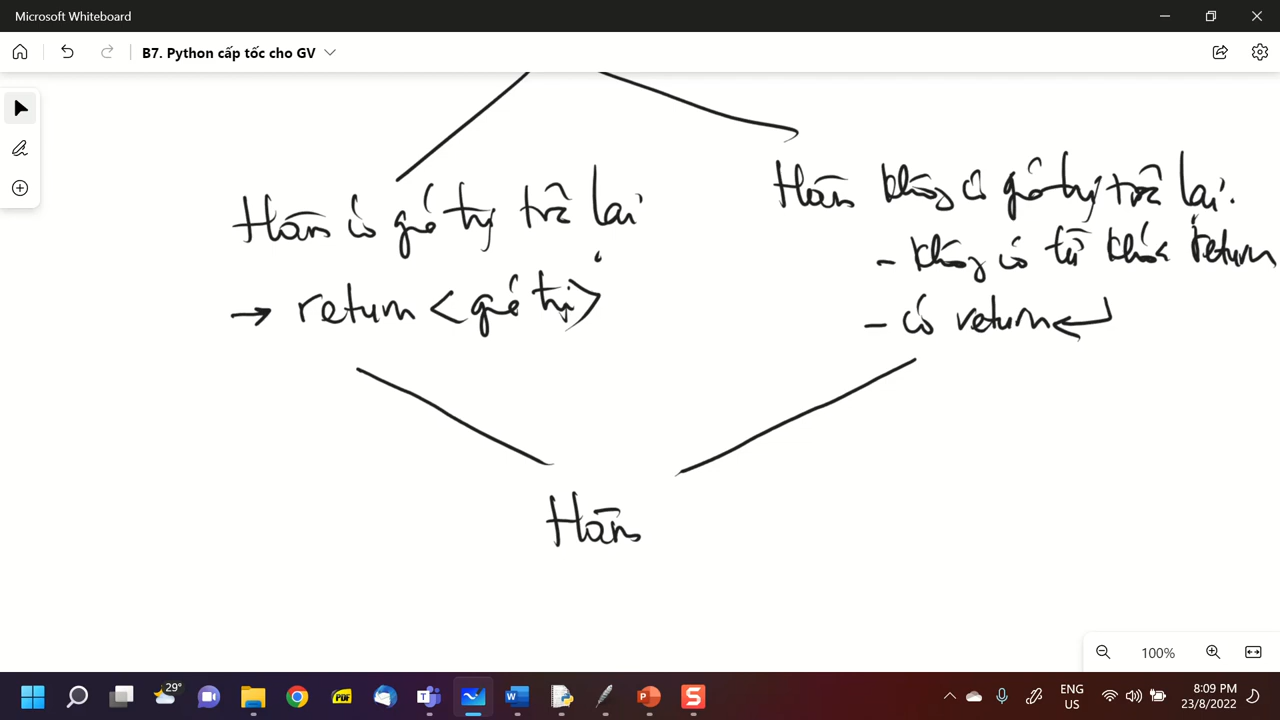 Microsoft Whiteboard
B7. Python cấp tốc cho GV
Hàm có giá trị trả lại
→ return <giá trị>
Hàm không có giá trị trả lại.
- không có từ khóa return
- có return↵
Hàm
100%
29°
PDF
ENG
US
8:09 PM
23/8/2022